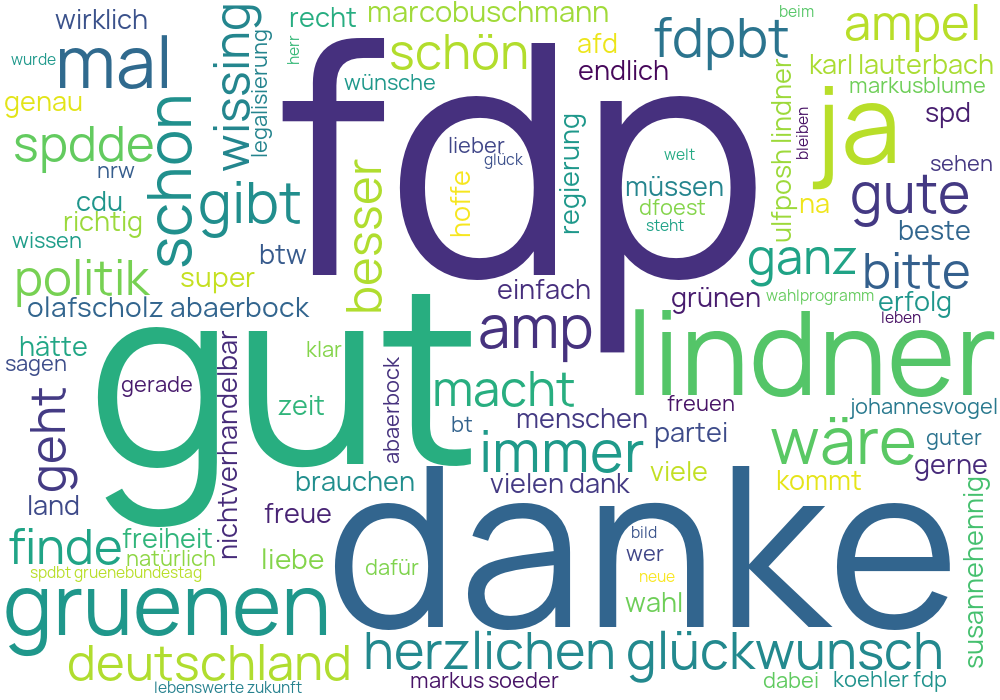 wirklich
recht
marcobuschmann
beim
ampel
wurde
mal
wissing
legalisierung
herr
schön
afd
fdpbt
endlich
karl lauterbach
wünsche
markusblume
genau
schon
fdp
ja
spd
spdde
lieber
glück
welt
ulfposh lindner
bleiben
sehen
nrw
besser
hoffe
regierung
müssen
gute
cdu
gibt
dfoest
na
richtig
steht
beste
wissen
btw
ganz
bitte
politik
super
einfach
grünen
wahlprogramm
erfolg
olafscholz abaerbock
amp
lindner
leben
hätte
gut
klar
sagen
gerade
nichtverhandelbar
abaerbock
macht
geht
zeit
freuen
johannesvogel
bt
menschen
partei
wäre
guter
immer
gerne
brauchen
vielen dank
viele
kommt
land
freue
danke
susannehennig
finde
freiheit
bild
natürlich
liebe
wer
spdbt gruenebundestag
dafür
neue
gruenen
wahl
deutschland
herzlichen glückwunsch
lebenswerte zukunft
markus soeder
dabei
koehler fdp